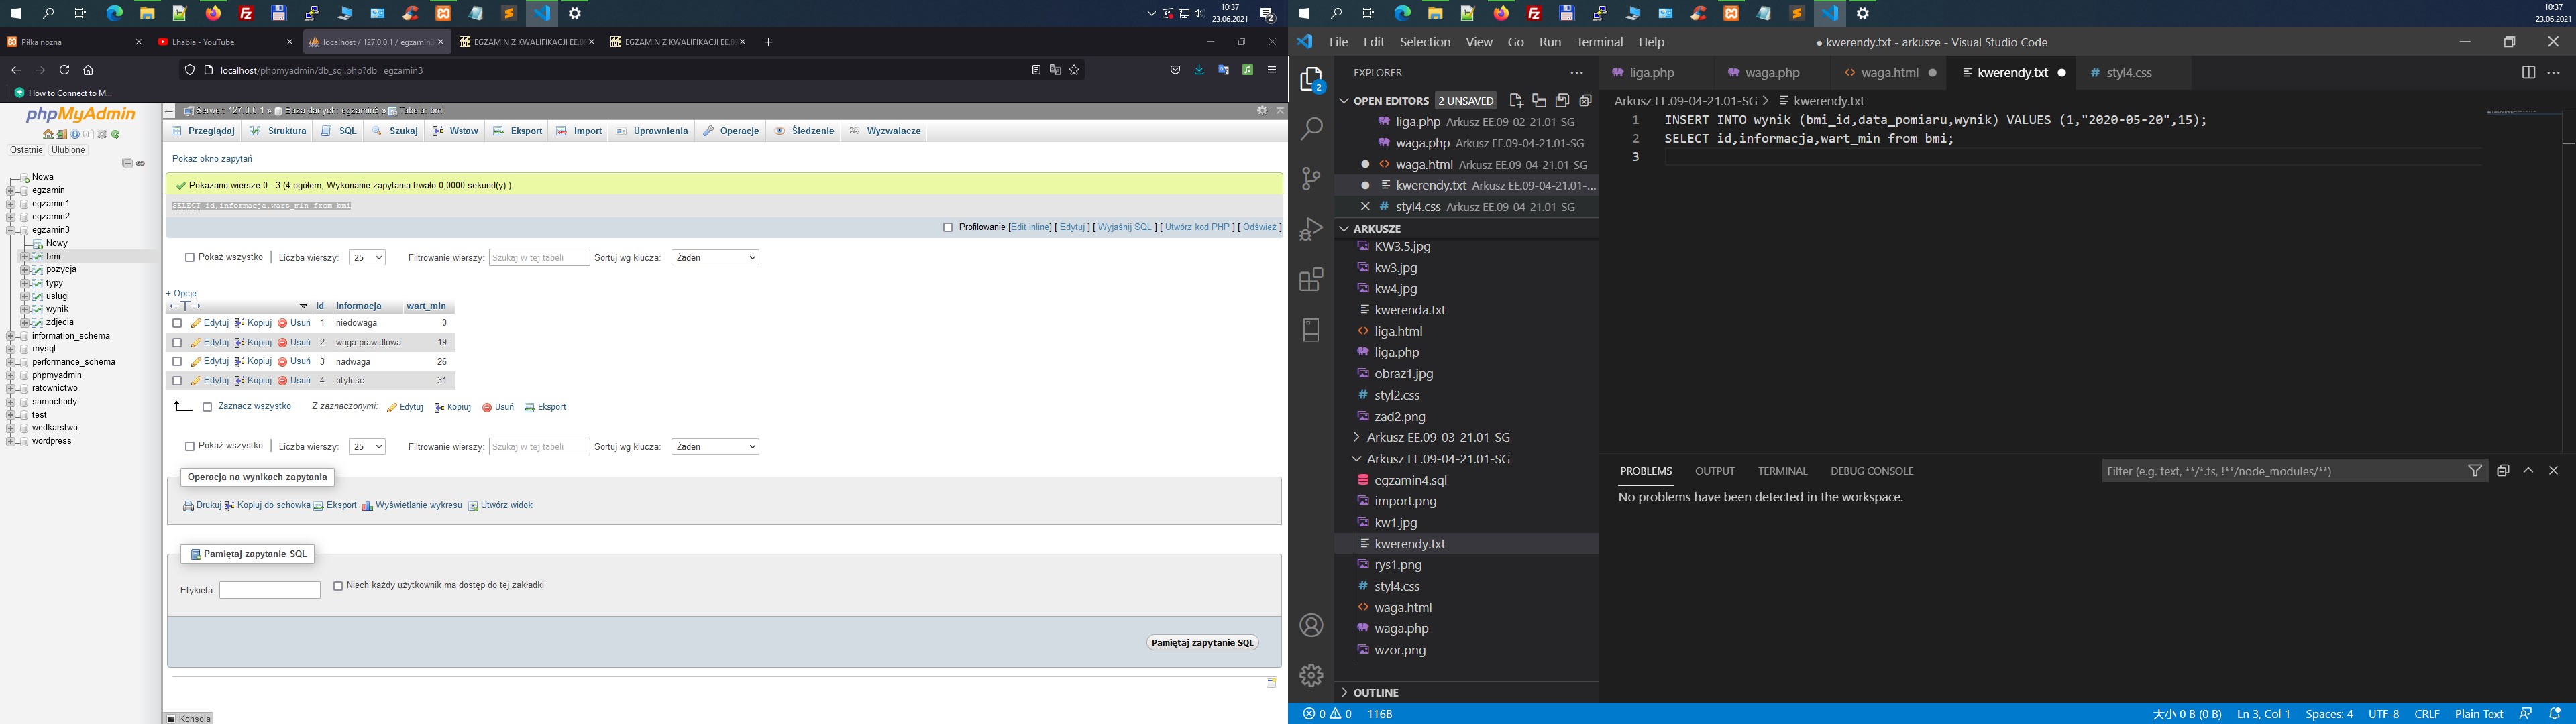 10:37
23.06.2021
2
Piłka nożna
Lhabia - YouTube
localhost / 127.0.0.1 / egzamin3
EGZAMIN Z KWALIFIKACJI EE.09
EGZAMIN Z KWALIFIKACJI EE.09
localhost/phpmyadmin/db_sql.php?db=egzamin3
How to Connect to M...
phpMyAdmin
Ostatnie Ulubione
Nowa
egzamin
egzamin1
egzamin2
egzamin3
Nowy
bmi
pozycja
typy
uslugi
wynik
zdjecia
information_schema
mysql
performance_schema
phpmyadmin
ratownictwo
samochody
test
wedkarstwo
wordpress
Serwer: 127.0.0.1 » Baza danych: egzamin3 » Tabela: bmi
Przeglądaj Struktura SQL Szukaj Wstaw Eksport Import Uprawnienia Operacje Śledzenie Wyzwalacze
Pokaż okno zapytań
Pokazano wiersze 0 - 3 (4 ogółem, Wykonanie zapytania trwało 0,0000 sekund(y).)
SELECT id,informacja,wart_min from bmi
Profilowanie [Edit inline] [ Edytuj ] [ Wyjaśnij SQL ] [ Utwórz kod PHP ] [ Odśwież ]
Pokaż wszystko Liczba wierszy: 25 Filtrowanie wierszy: Szukaj w tej tabeli Sortuj wg klucza: Żaden
+ Opcje
id informacja wart_min
Edytuj Kopiuj Usuń 1 niedowaga 0
Edytuj Kopiuj Usuń 2 waga prawidlowa 19
Edytuj Kopiuj Usuń 3 nadwaga 26
Edytuj Kopiuj Usuń 4 otylosc 31
Zaznacz wszystko Z zaznaczonymi: Edytuj Kopiuj Usuń Eksport
Pokaż wszystko Liczba wierszy: 25 Filtrowanie wierszy: Szukaj w tej tabeli Sortuj wg klucza: Żaden
Operacja na wynikach zapytania
Drukuj Kopiuj do schowka Eksport Wyświetlanie wykresu Utwórz widok
Pamiętaj zapytanie SQL
Etykieta: Niech każdy użytkownik ma dostęp do tej zakładki
Pamiętaj zapytanie SQL
Konsola
10:37
23.06.2021
File Edit Selection View Go Run Terminal Help
● kwerendy.txt - arkusze - Visual Studio Code
2
EXPLORER
OPEN EDITORS 2 UNSAVED
liga.php Arkusz EE.09-02-21.01-SG
waga.php Arkusz EE.09-04-21.01-SG
waga.html Arkusz EE.09-04-21.01-SG
kwerendy.txt Arkusz EE.09-04-21.01-...
styl4.css Arkusz EE.09-04-21.01-SG
ARKUSZE
KW3.5.jpg
kw3.jpg
kw4.jpg
kwerenda.txt
liga.html
liga.php
obraz1.jpg
styl2.css
zad2.png
Arkusz EE.09-03-21.01-SG
Arkusz EE.09-04-21.01-SG
egzamin4.sql
import.png
kw1.jpg
kwerendy.txt
rys1.png
styl4.css
waga.html
waga.php
wzor.png
OUTLINE
liga.php waga.php waga.html kwerendy.txt styl4.css
Arkusz EE.09-04-21.01-SG > kwerendy.txt
1 INSERT INTO wynik (bmi_id,data_pomiaru,wynik) VALUES (1,"2020-05-20",15);
2 SELECT id,informacja,wart_min from bmi;
3
PROBLEMS OUTPUT TERMINAL DEBUG CONSOLE
Filter (e.g. text, **/*.ts, !**/node_modules/**)
No problems have been detected in the workspace.
0 0 116B
大小 0 B (0 B) Ln 3, Col 1 Spaces: 4 UTF-8 CRLF Plain Text